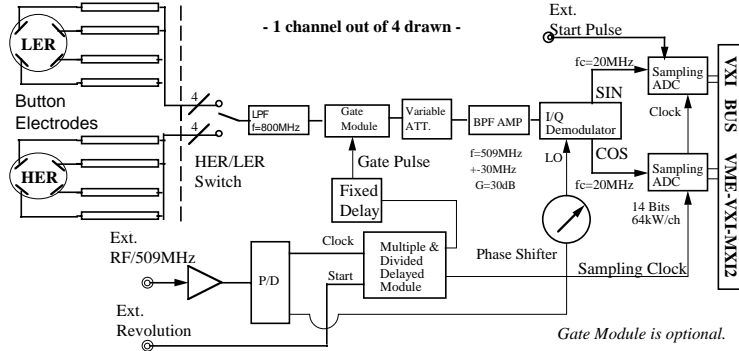 - 1 channel out of 4 drawn -
Ext.
Start Pulse
LER
Button
Electrodes
HER
4
4
HER/LER
Switch
LPF
f=800MHz
Gate
Module
Variable
ATT.
BPF AMP
f=509MHz
+-30MHz
G=30dB
I/Q
Demodulator
fc=20MHz
SIN
COS
fc=20MHz
LO
Sampling
ADC
Clock
Sampling
ADC
14 Bits
64kW/ch
VXI BUS VME-VXI-MXI2
Gate Pulse
Fixed
Delay
Ext.
RF/509MHz
P/D
Clock
Start
Multiple &
Divided
Delayed
Module
Phase Shifter
Sampling Clock
Ext.
Revolution
Gate Module is optional.